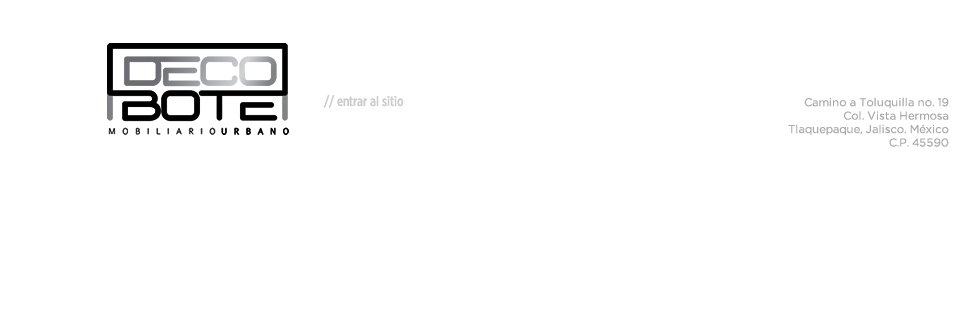 DECO
BOTE
MOBILIARIOURBANO
// entrar al sitio
Camino a Toluquilla no. 19
Col. Vista Hermosa
Tlaquepaque, Jalisco, México
C.P. 45590